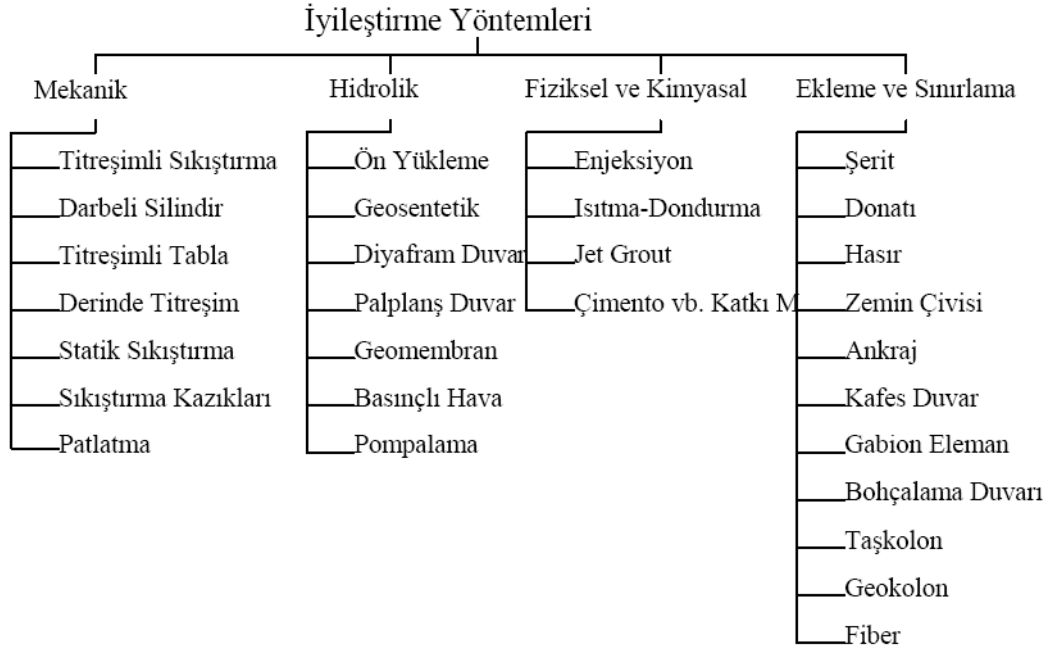 İyileştirme Yöntemleri
Mekanik
Titreşimli Sıkıştırma
Darbeli Silindir
Titreşimli Tabla
Derinde Titreşim
Statik Sıkıştırma
Sıkıştırma Kazıkları
Patlatma
Hidrolik
Ön Yükleme
Geosentetik
Diyafram Duvar
Palplanş Duvar
Geomembran
Basınçlı Hava
Pompalama
Fiziksel ve Kimyasal
Enjeksiyon
Isıtma-Dondurma
Jet Grout
Çimento vb. Katkı M
Ekleme ve Sınırlama
Şerit
Donatı
Hasır
Zemin Çivisi
Ankraj
Kafes Duvar
Gabion Eleman
Bohçalama Duvarı
Taşkolon
Geokolon
Fiber